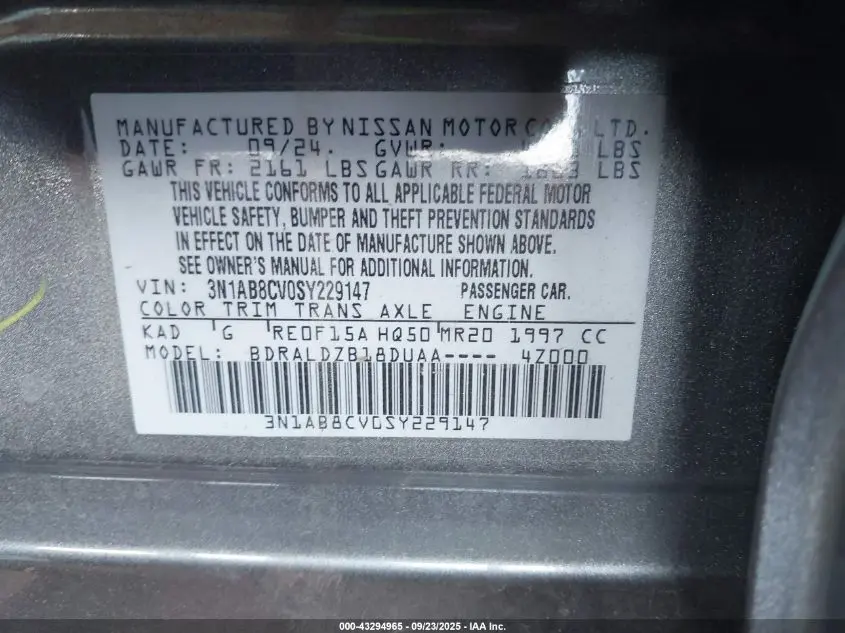 MANUFACTURED BY NISSAN MOTOR LTD.
DATE: 09/24. GVWR: LBS
GAWR FR: 2161 LBS GAWR RR: LBS
THIS VEHICLE CONFORMS TO ALL APPLICABLE FEDERAL MOTOR
VEHICLE SAFETY, BUMPER AND THEFT PREVENTION STANDARDS
IN EFFECT ON THE DATE OF MANUFACTURE SHOWN ABOVE.
SEE OWNER'S MANUAL FOR ADDITIONAL INFORMATION.
VIN: 3N1AB8CV0SY229147 PASSENGER CAR.
COLOR TRIM TRANS AXLE ENGINE
KAD G RE0F15A HQ50 MR20 1997 CC
MODEL: BDRALDZB18DUAA---- 4Z000
3N1AB8CV0SY229147
000-43294965 - 09/23/2025 - IAA Inc.